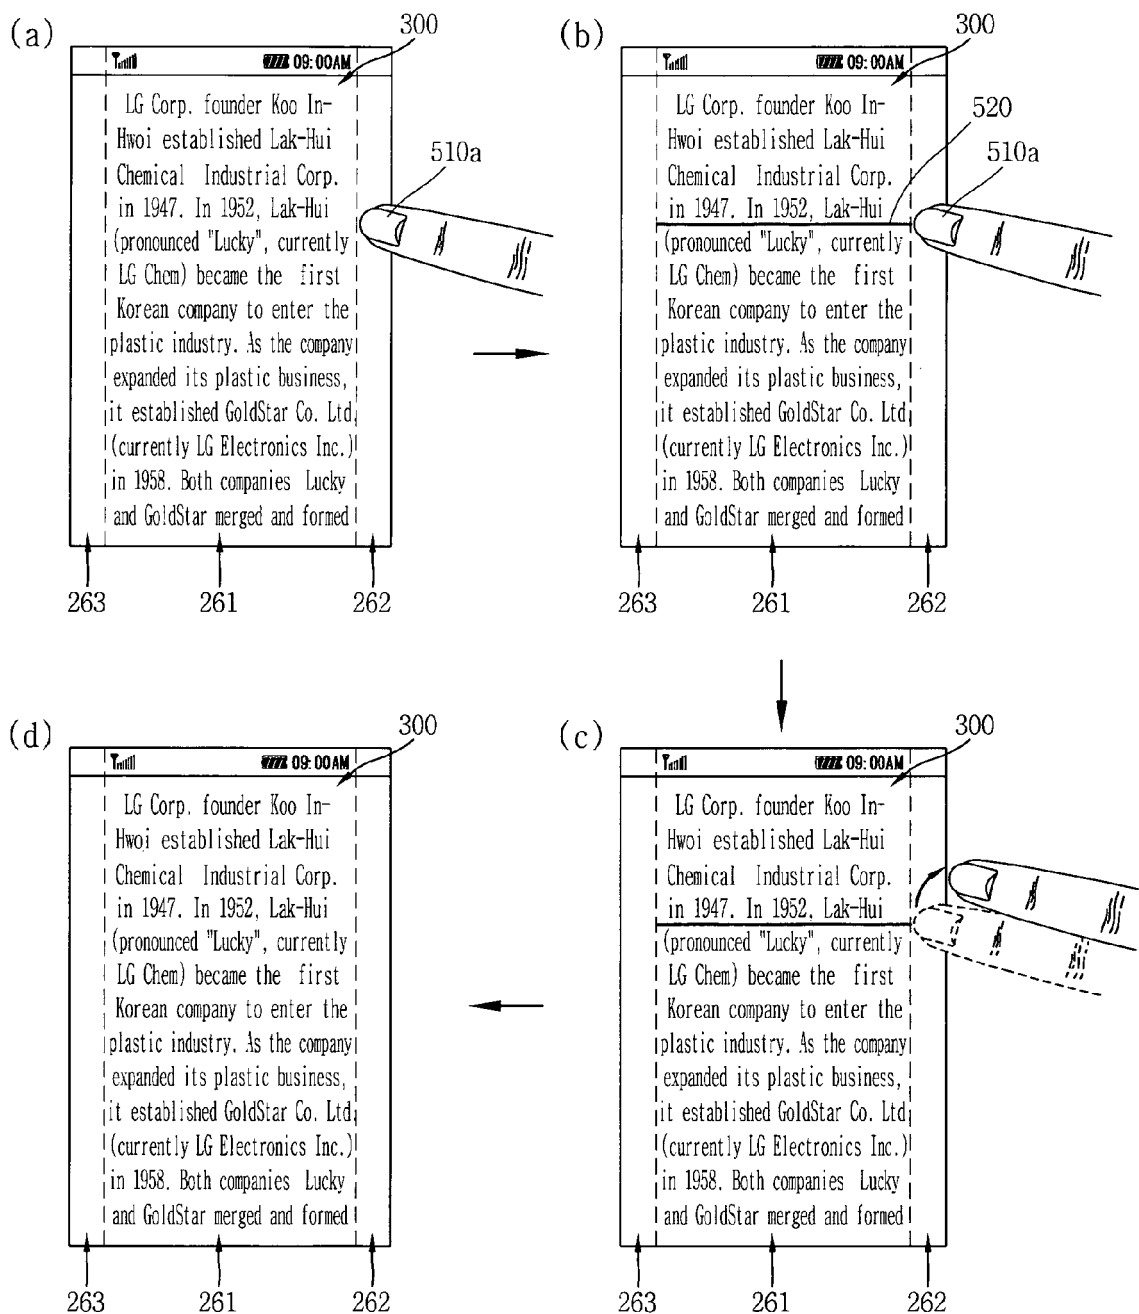 (a)
300
09:00AM
LG Corp. founder Koo In-
Hwoi established Lak-Hui
Chemical Industrial Corp.
in 1947. In 1952, Lak-Hui
(pronounced "Lucky", currently
LG Chem) became the first
Korean company to enter the
plastic industry. As the company
expanded its plastic business,
it established GoldStar Co. Ltd
(currently LG Electronics Inc.)
in 1958. Both companies Lucky
and GoldStar merged and formed
510a
263
261
262
(b)
300
09:00AM
LG Corp. founder Koo In-
Hwoi established Lak-Hui
Chemical Industrial Corp.
in 1947. In 1952, Lak-Hui
(pronounced "Lucky", currently
LG Chem) became the first
Korean company to enter the
plastic industry. As the company
expanded its plastic business,
it established GoldStar Co. Ltd
(currently LG Electronics Inc.)
in 1958. Both companies Lucky
and GoldStar merged and formed
520
510a
263
261
262
(d)
300
09:00AM
LG Corp. founder Koo In-
Hwoi established Lak-Hui
Chemical Industrial Corp.
in 1947. In 1952, Lak-Hui
(pronounced "Lucky", currently
LG Chem) became the first
Korean company to enter the
plastic industry. As the company
expanded its plastic business,
it established GoldStar Co. Ltd
(currently LG Electronics Inc.)
in 1958. Both companies Lucky
and GoldStar merged and formed
263
261
262
(c)
300
09:00AM
LG Corp. founder Koo In-
Hwoi established Lak-Hui
Chemical Industrial Corp.
in 1947. In 1952, Lak-Hui
(pronounced "Lucky", currently
LG Chem) became the first
Korean company to enter the
plastic industry. As the company
expanded its plastic business,
it established GoldStar Co. Ltd
(currently LG Electronics Inc.)
in 1958. Both companies Lucky
and GoldStar merged and formed
263
261
262